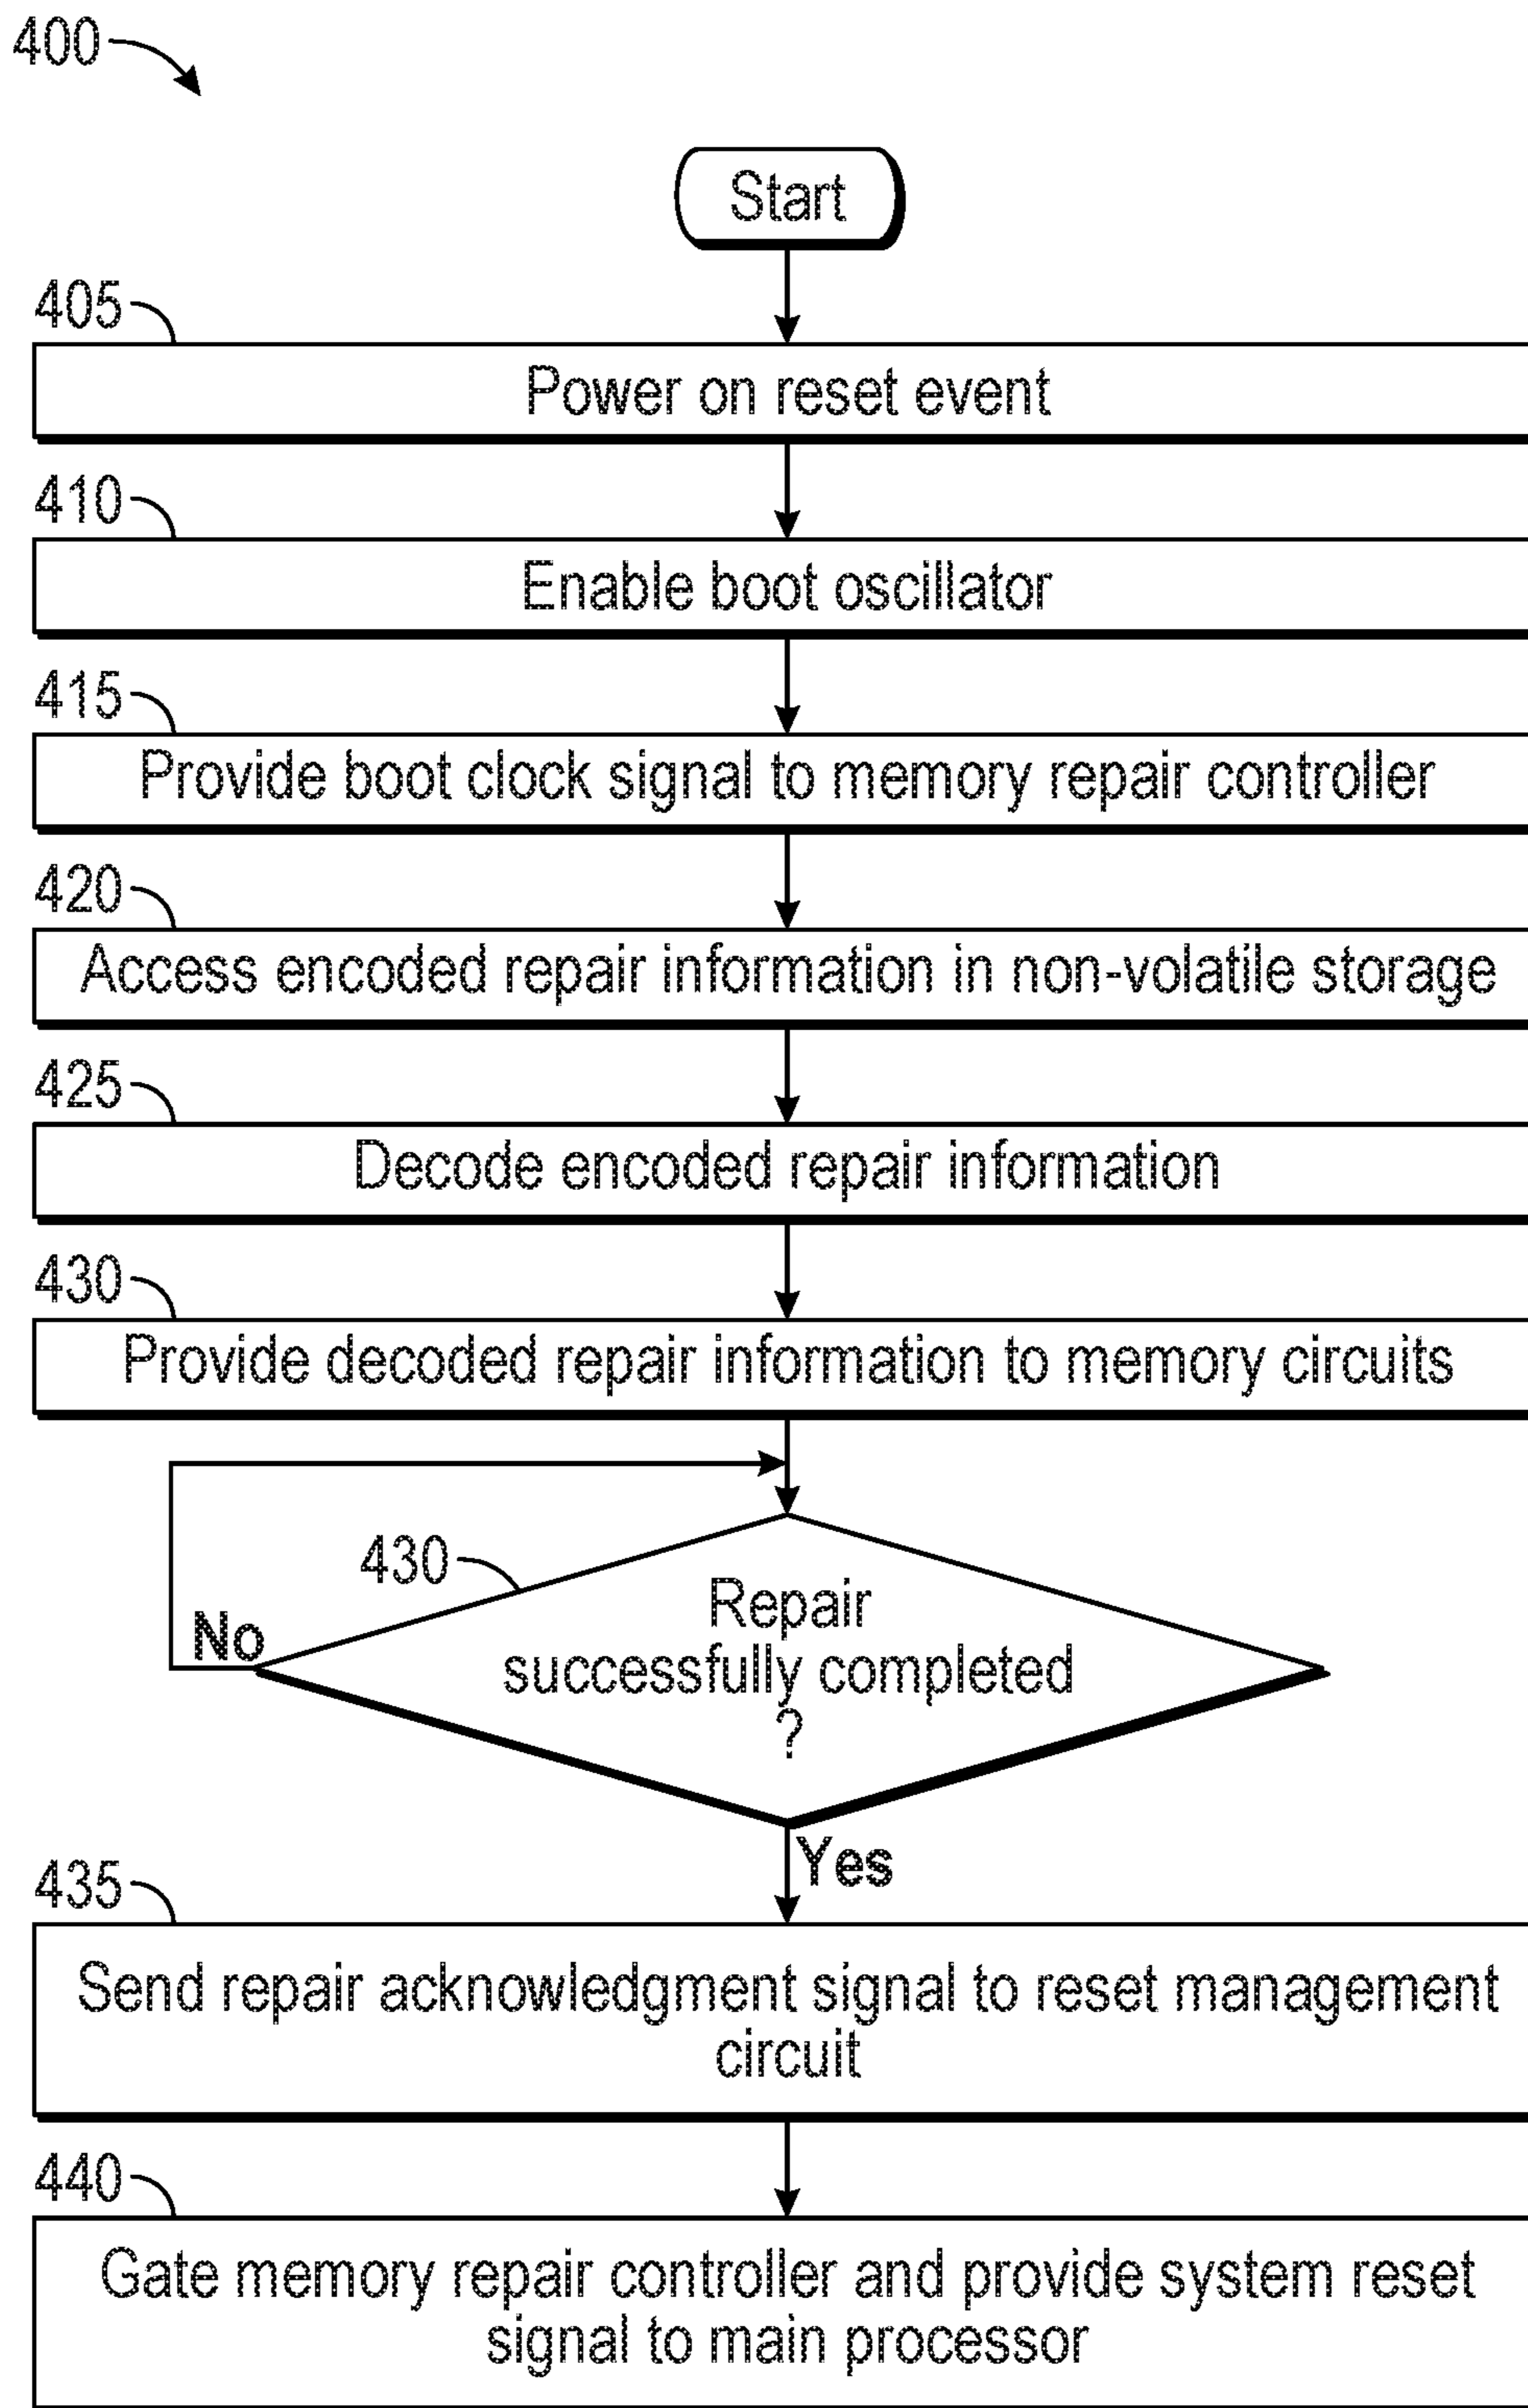 400
Start
405
Power on reset event
410
Enable boot oscillator
415
Provide boot clock signal to memory repair controller
420
Access encoded repair information in non-volatile storage
425
Decode encoded repair information
430
Provide decoded repair information to memory circuits
430
Repair
No
successfully completed
?
Yes
435
Send repair acknowledgment signal to reset management
circuit
440
Gate memory repair controller and provide system reset
signal to main processor